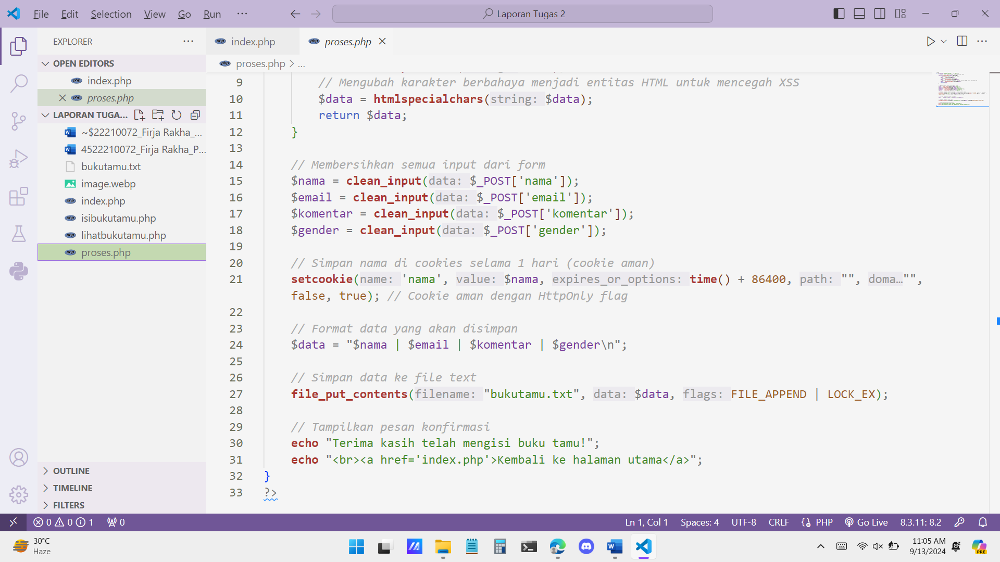 File Edit Selection View Go Run ···
Laporan Tugas 2
EXPLORER
OPEN EDITORS
index.php
proses.php
LAPORAN TUGA...
~$22210072_Firja Rakha_...
4522210072_Firja Rakha_P...
bukutamu.txt
image.webp
index.php
isibukutamu.php
lihatbukutamu.php
proses.php
OUTLINE
TIMELINE
FILTERS
index.php
proses.php
proses.php > ...
9 // Mengubah karakter berbahaya menjadi entitas HTML untuk mencegah XSS
10 $data = htmlspecialchars(string: $data);
11 return $data;
12 }
13
14 // Membersihkan semua input dari form
15 $nama = clean_input(data: $_POST['nama']);
16 $email = clean_input(data: $_POST['email']);
17 $komentar = clean_input(data: $_POST['komentar']);
18 $gender = clean_input(data: $_POST['gender']);
19
20 // Simpan nama di cookies selama 1 hari (cookie aman)
21 setcookie(name: 'nama', value: $nama, expires_or_options: time() + 86400, path: "", doma…"",
false, true); // Cookie aman dengan HttpOnly flag
22
23 // Format data yang akan disimpan
24 $data = "$nama | $email | $komentar | $gender\n";
25
26 // Simpan data ke file text
27 file_put_contents(filename: "bukutamu.txt", data: $data, flags: FILE_APPEND | LOCK_EX);
28
29 // Tampilkan pesan konfirmasi
30 echo "Terima kasih telah mengisi buku tamu!";
31 echo "<br><a href='index.php'>Kembali ke halaman utama</a>";
32 }
33 ?>
0 0 1 0
Ln 1, Col 1 Spaces: 4 UTF-8 CRLF PHP Go Live 8.3.11: 8.2
30°C
Haze
11:05 AM
9/13/2024
PRE